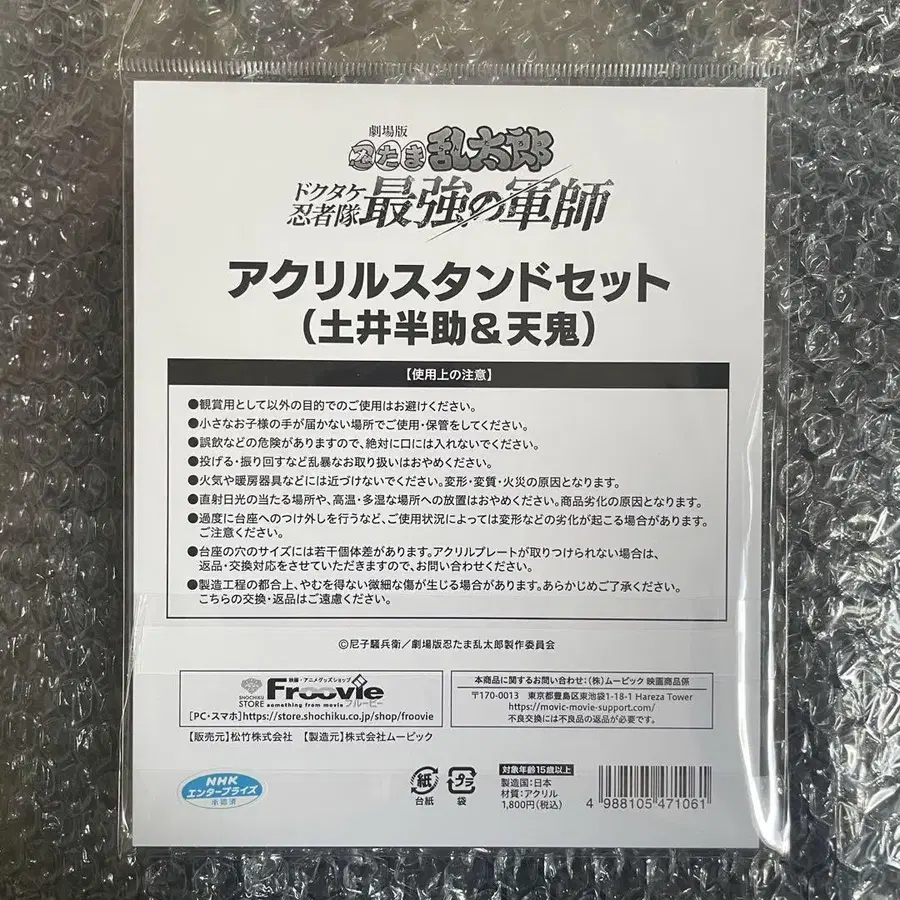 劇場版
忍たま乱太郎
ドクタケ忍者隊 最強の軍師
アクリルスタンドセット
(土井半助&天鬼)
【使用上の注意】
●観賞用として以外の目的でのご使用はお避けください。
●小さなお子様の手が届かない場所でご使用・保管をしてください。
●誤飲などの危険がありますので、絶対に口には入れないでください。
●投げる・振り回すなど乱暴なお取り扱いはおやめください。
●火気や暖房器具などには近づけないでください。変形・変質・火災の原因となります。
●直射日光の当たる場所や、高温・多湿な場所への放置はおやめください。商品劣化の原因となります。
●過度に台座へのつけ外しを行うなど、ご使用状況によっては変形などの劣化が起こる場合があります。
ご注意ください。
●台座の穴のサイズには若干個体差があります。アクリルプレートが取りつけられない場合は、
返品・交換対応をさせていただきますので、お問い合わせください。
●製造工程の都合上、やむを得ない微細な傷が生じる場合があります。あらかじめご了承ください。
こちらの交換・返品はご遠慮ください。
©尼子騒兵衛/劇場版忍たま乱太郎製作委員会
映画・アニメグッズショップ
SHOCHIKU STORE Froovie フルービー
something from movie
[PC・スマホ]https://store.shochiku.co.jp/shop/froovie
【販売元】松竹株式会社 【製造元】株式会社ムービック
本商品に関するお問い合わせ:(株)ムービック 映画商品係
〒170-0013 東京都豊島区東池袋1-18-1 Hareza Tower
https://movic-movie-support.com/
不良交換には不良品の返品が必要です。
NHK
エンタープライズ
承認済
紙
台紙
プラ
袋
対象年齢15歳以上
製造国:日本
材質:アクリル
1,800円(税込)
4 988105 471061